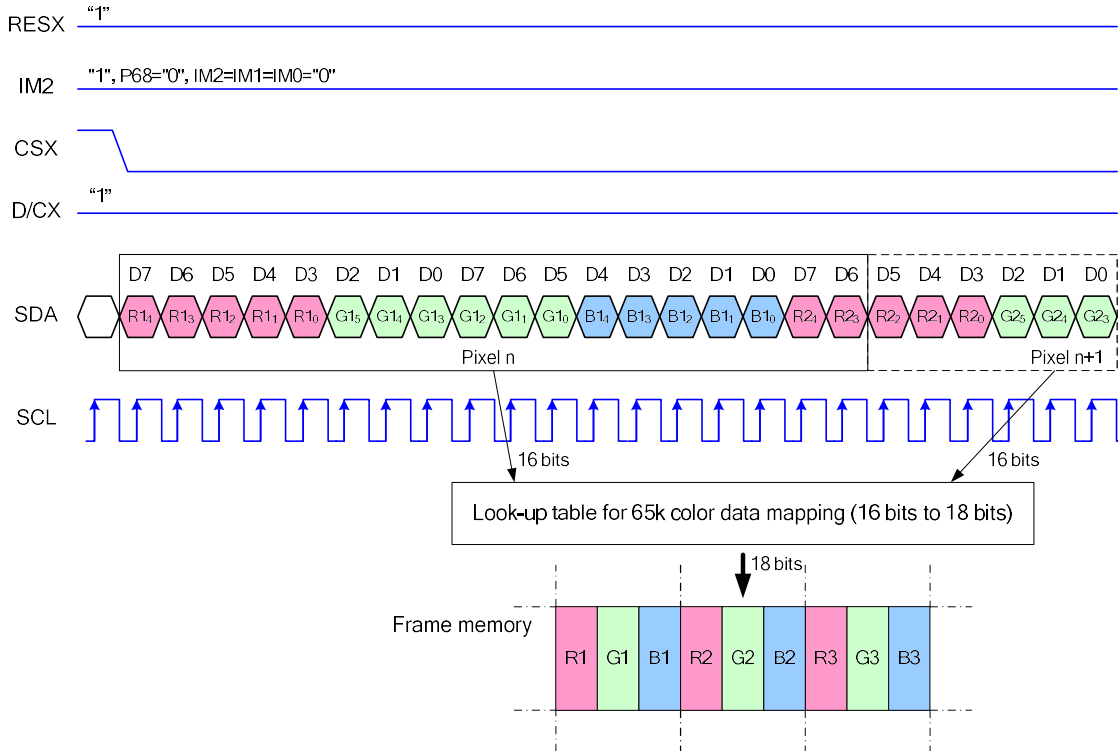 RESX "1"
IM2 "1", P68="0", IM2=IM1=IM0="0"
CSX
D/CX "1"
D7 D6 D5 D4 D3 D2 D1 D0 D7 D6 D5 D4 D3 D2 D1 D0 D7 D6 D5 D4 D3 D2 D1 D0
SDA R1₄ R1₃ R1₂ R1₁ R1₀ G1₅ G1₄ G1₃ G1₂ G1₁ G1₀ B1₄ B1₃ B1₂ B1₁ B1₀ R2₄ R2₃ R2₂ R2₁ R2₀ G2₅ G2₄ G2₃
Pixel n Pixel n+1
SCL
16 bits 16 bits
Look-up table for 65k color data mapping (16 bits to 18 bits)
18 bits
Frame memory
R1 G1 B1 R2 G2 B2 R3 G3 B3